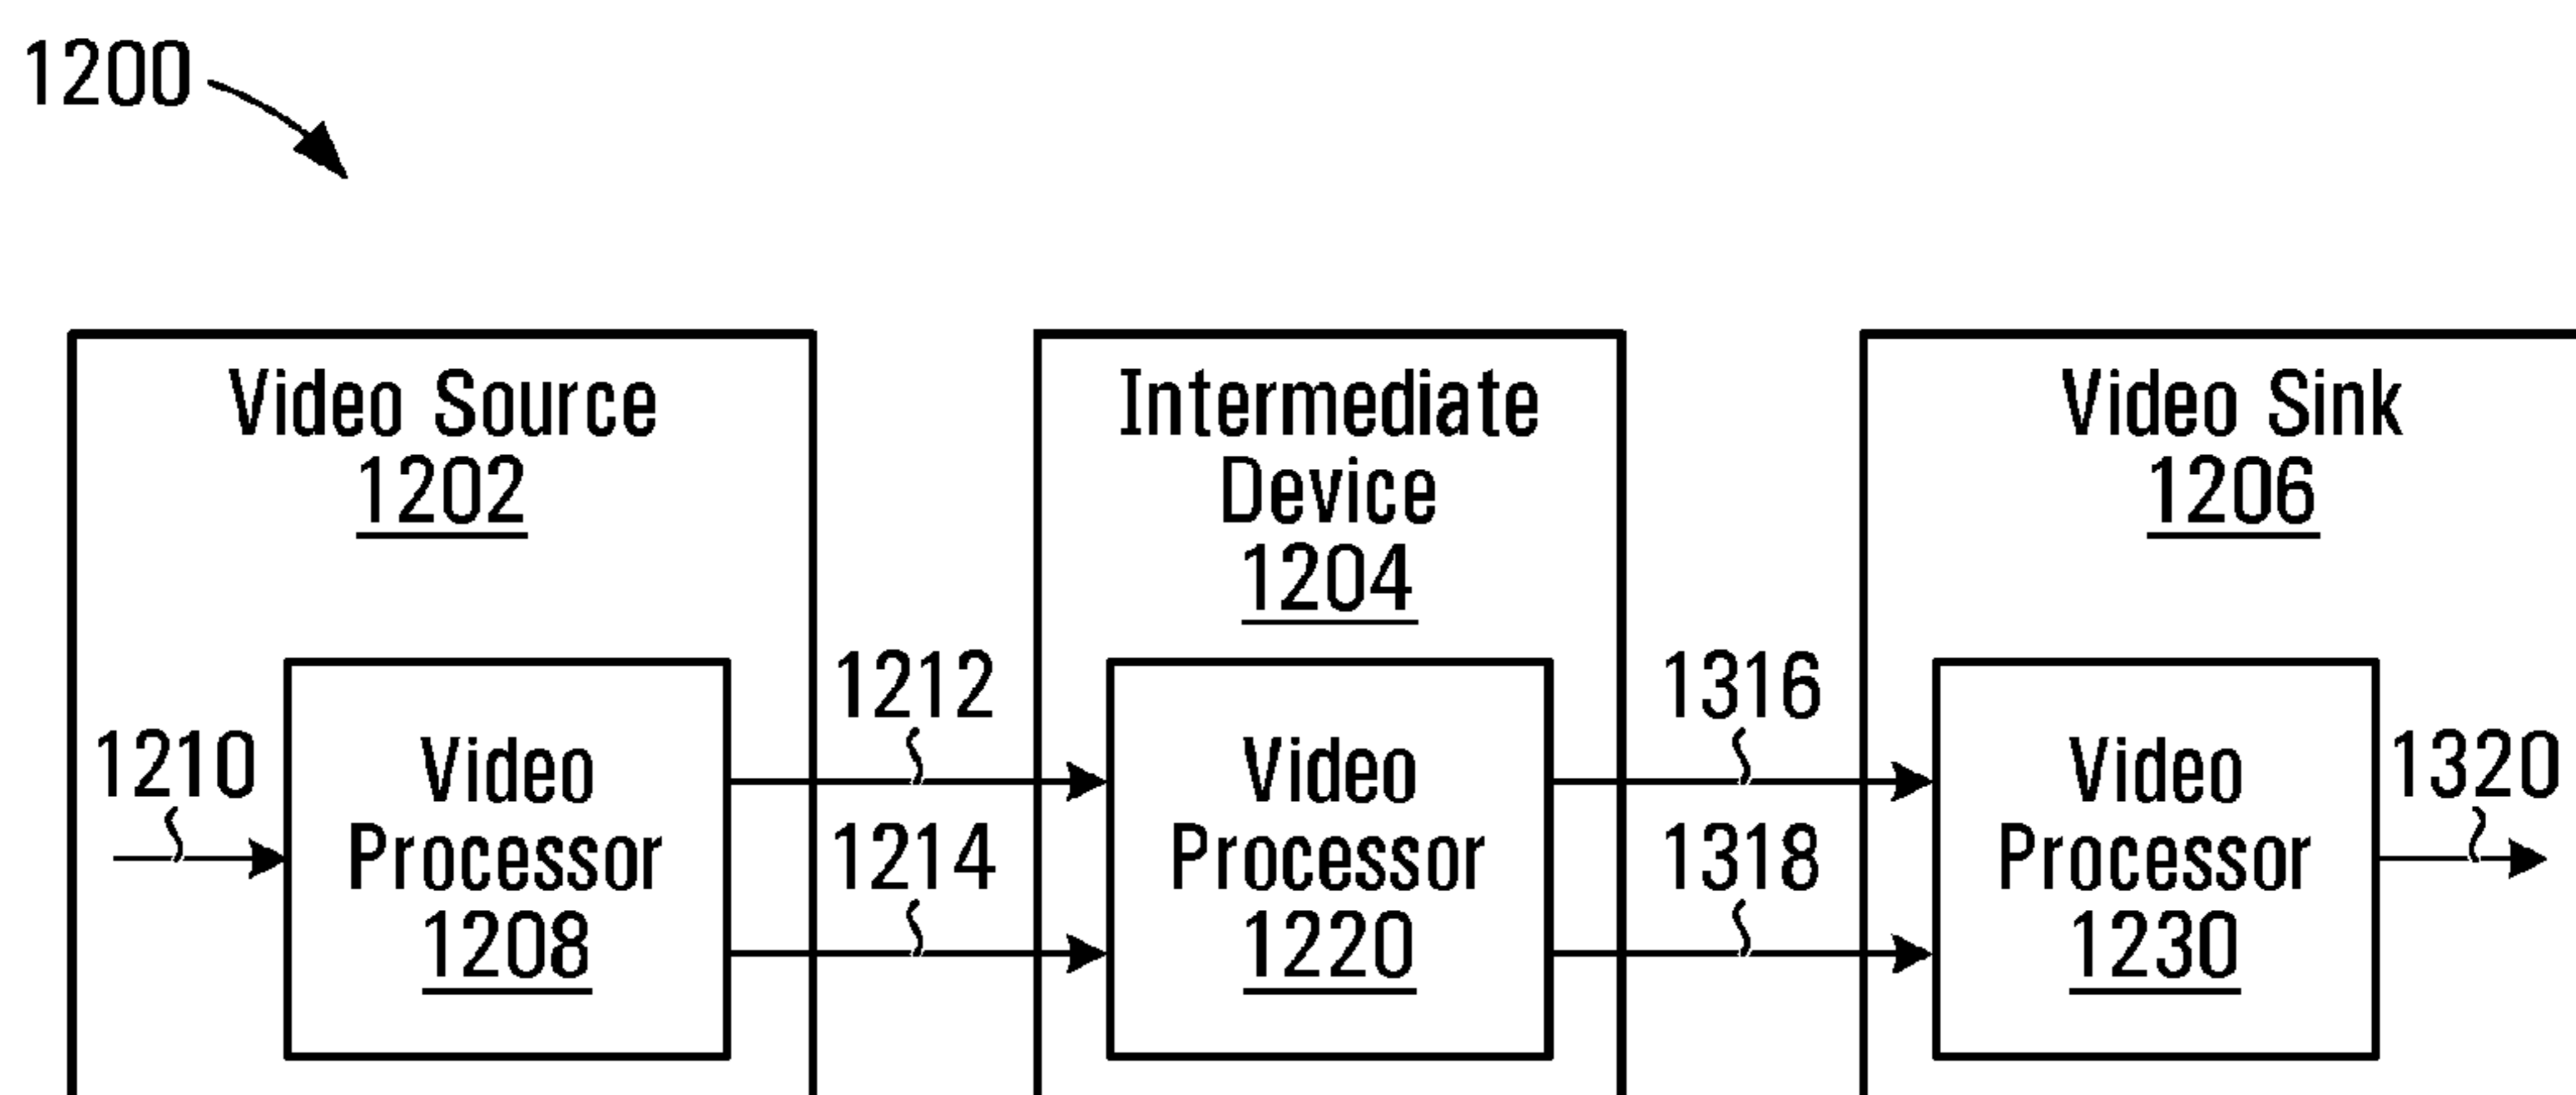 1200
Video Source
1202
Intermediate
Device
1204
Video Sink
1206
1210
Video
Processor
1208
1212
1214
Video
Processor
1220
1316
1318
Video
Processor
1230
1320